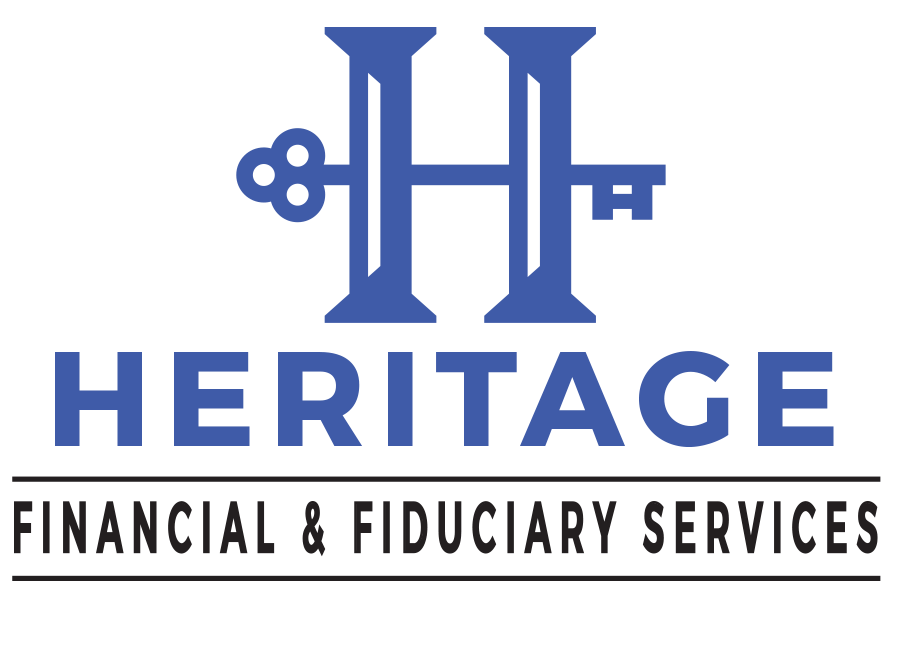 H
HERITAGE
FINANCIAL & FIDUCIARY SERVICES